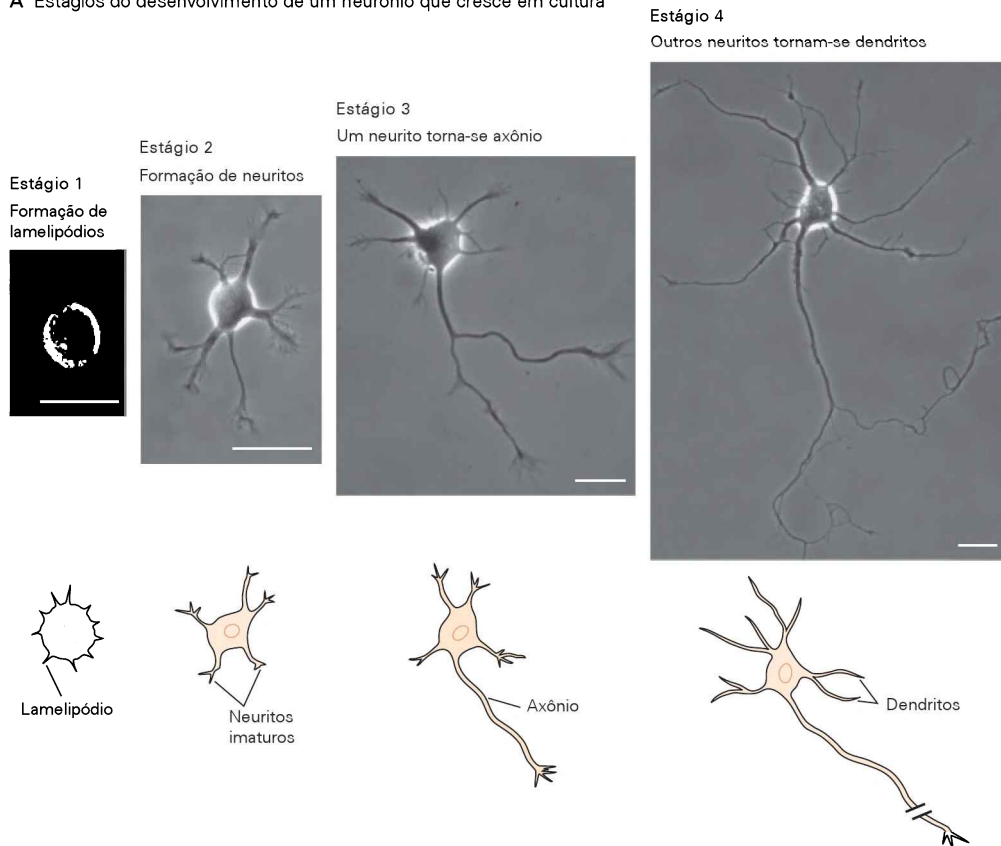 A Estágios do desenvolvimento de um neurônio que cresce em cultura
Estágio 1
Formação de
lamelipódios
Estágio 2
Formação de neuritos
Estágio 3
Um neurito torna-se axônio
Estágio 4
Outros neuritos tornam-se dendritos
Lamelipódio
Neuritos
imaturos
Axônio
Dendritos